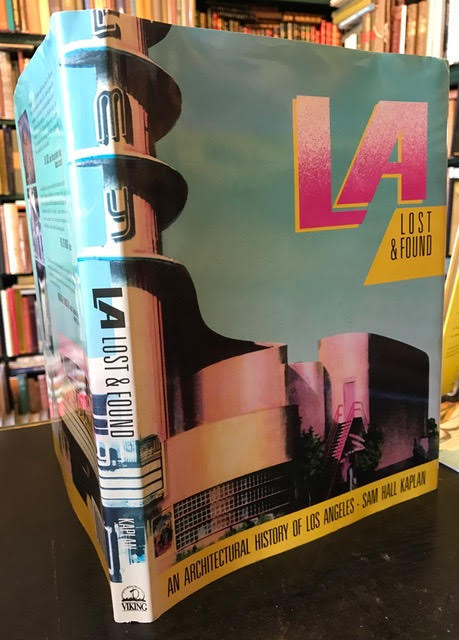 LA
LOST
& FOUND
AN ARCHITECTURAL HISTORY OF LOS ANGELES · SAM HALL KAPLAN
LA LOST & FOUND
KAPLAN
VIKING